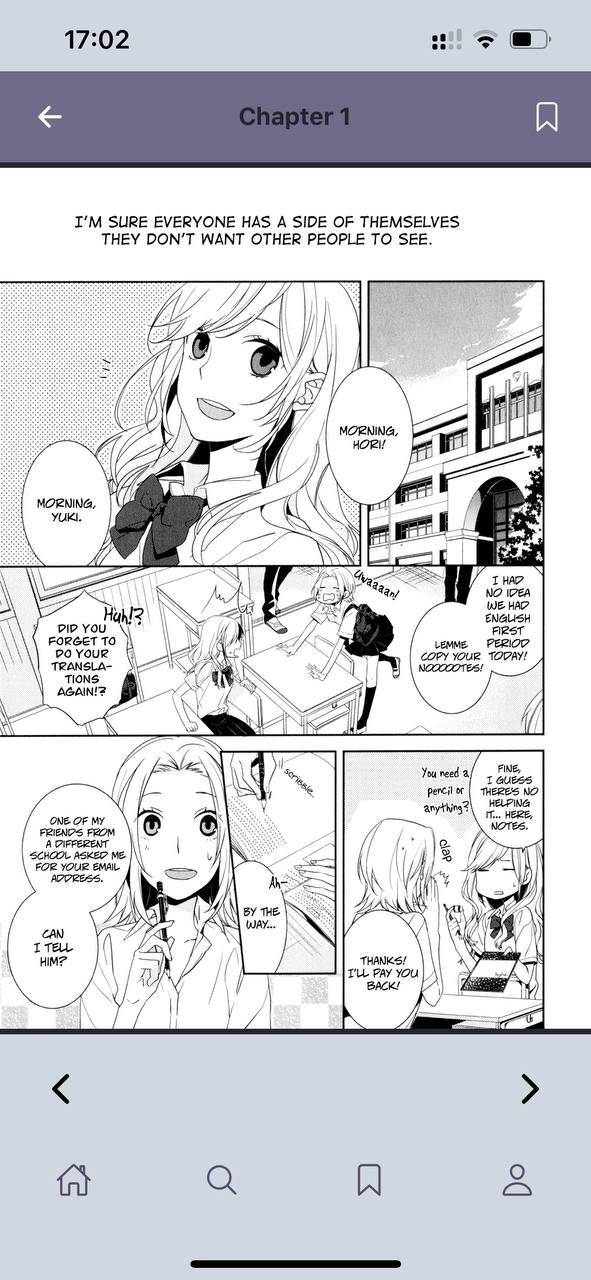 17:02
Chapter 1
I'M SURE EVERYONE HAS A SIDE OF THEMSELVES
THEY DON'T WANT OTHER PEOPLE TO SEE.
MORNING,
HORI!
MORNING,
YUKI.
I HAD
NO IDEA
WE HAD
ENGLISH
FIRST
PERIOD
TODAY!
LEMME
COPY YOUR
NOOOOOTES!
Uwaaaan!
Huh!?
DID YOU
FORGET TO
DO YOUR
TRANSLA-
TIONS
AGAIN!?
FINE,
I GUESS
THERE'S NO
HELPING
IT... HERE,
NOTES.
You need a
pencil or
anything?
clap
THANKS!
I'LL PAY YOU
BACK!
scribble
Ah-
BY THE
WAY...
ONE OF MY
FRIENDS FROM
A DIFFERENT
SCHOOL ASKED ME
FOR YOUR EMAIL
ADDRESS.
CAN
I TELL
HIM?